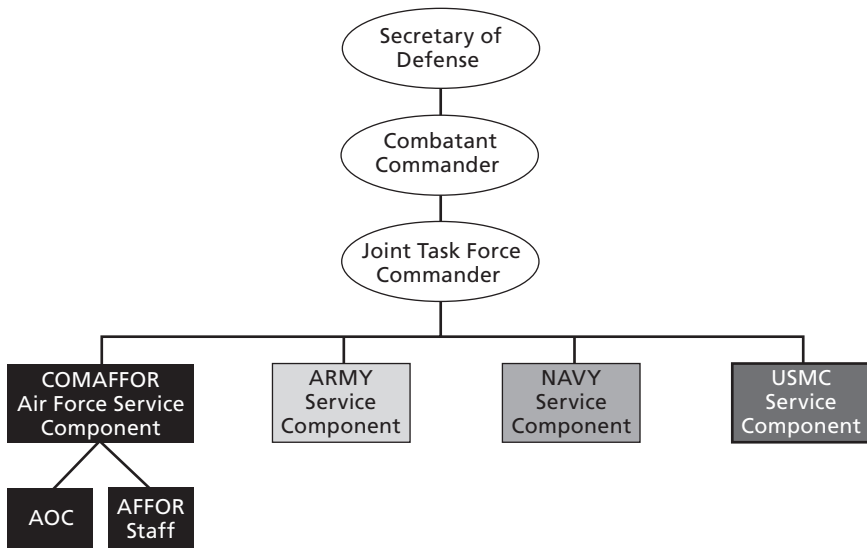 Secretary of
Defense
Combatant
Commander
Joint Task Force
Commander
COMAFFOR
Air Force Service
Component
ARMY
Service
Component
NAVY
Service
Component
USMC
Service
Component
AOC
AFFOR
Staff